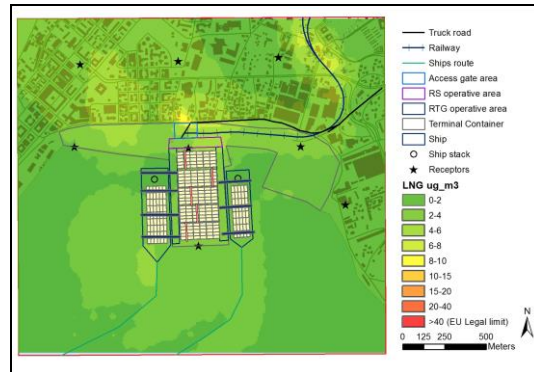 Truck road
Railway
Ships route
Access gate area
RS operative area
RTG operative area
Terminal Container
Ship
Ship stack
Receptors
LNG ug_m3
0-2
2-4
4-6
6-8
8-10
10-15
15-20
20-40
>40 (EU Legal limit)
N
0 125 250 500
Meters